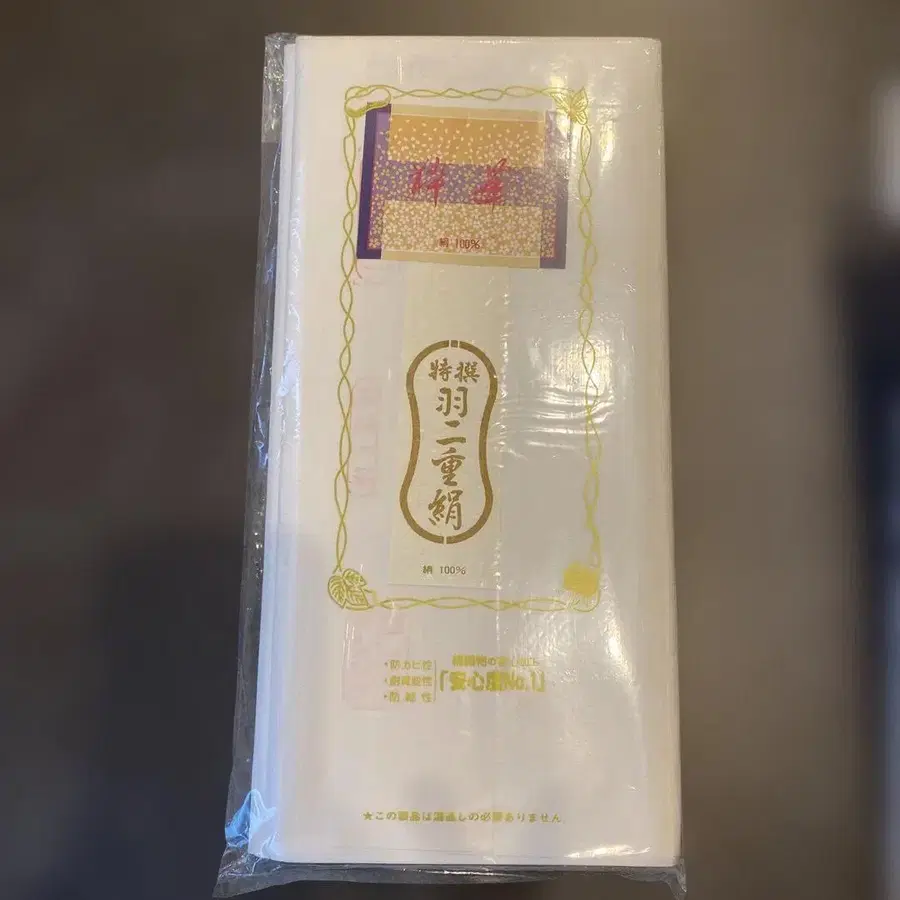 粋華
絹 100%
特撰
羽二重絹
絹 100%
・防カビ性
・防縮性
「安心度No.1」
★この製品は湯通しの必要ありません